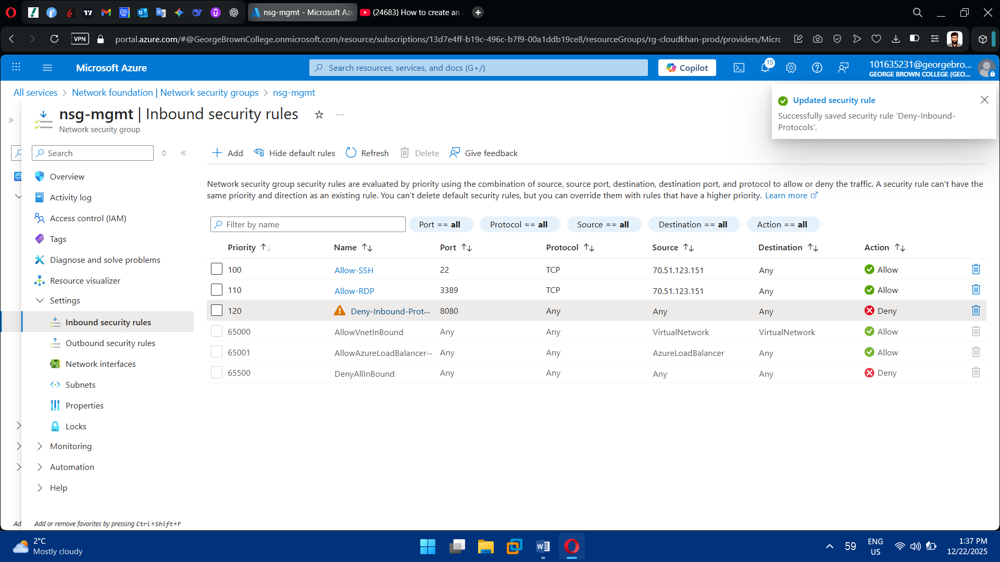 nsg-mgmt - Microsoft Azu
(24683) How to create an
VPN
portal.azure.com/#@GeorgeBrownCollege.onmicrosoft.com/resource/subscriptions/13d7e4ff-b19c-496c-b7f9-00a1ddb19ce8/resourceGroups/rg-cloudkhan-prod/providers/Micro
Microsoft Azure
Search resources, services, and docs (G+/)
Copilot
15
101635231@georgebro...
GEORGE BROWN COLLEGE (GEO...
All services > Network foundation | Network security groups > nsg-mgmt
Updated security rule
Successfully saved security rule 'Deny-Inbound-
Protocols'.
nsg-mgmt | Inbound security rules
Network security group
Search
Add
Hide default rules
Refresh
Delete
Give feedback
Overview
Activity log
Access control (IAM)
Tags
Diagnose and solve problems
Resource visualizer
Settings
Inbound security rules
Outbound security rules
Network interfaces
Subnets
Properties
Locks
Monitoring
Automation
Help
Ad
Add or remove favorites by pressing Ctrl+Shift+F
Network security group security rules are evaluated by priority using the combination of source, source port, destination, destination port, and protocol to allow or deny the traffic. A security rule can't have the
same priority and direction as an existing rule. You can't delete default security rules, but you can override them with rules that have a higher priority. Learn more
Filter by name
Port == all
Protocol == all
Source == all
Destination == all
Action == all
Priority Name Port Protocol Source Destination Action
100 Allow-SSH 22 TCP 70.51.123.151 Any Allow
110 Allow-RDP 3389 TCP 70.51.123.151 Any Allow
120 Deny-Inbound-Prot... 8080 Any Any Any Deny
65000 AllowVnetInBound Any Any VirtualNetwork VirtualNetwork Allow
65001 AllowAzureLoadBalancer... Any Any AzureLoadBalancer Any Allow
65500 DenyAllInBound Any Any Any Any Deny
2°C
Mostly cloudy
59
ENG
US
1:37 PM
12/22/2025